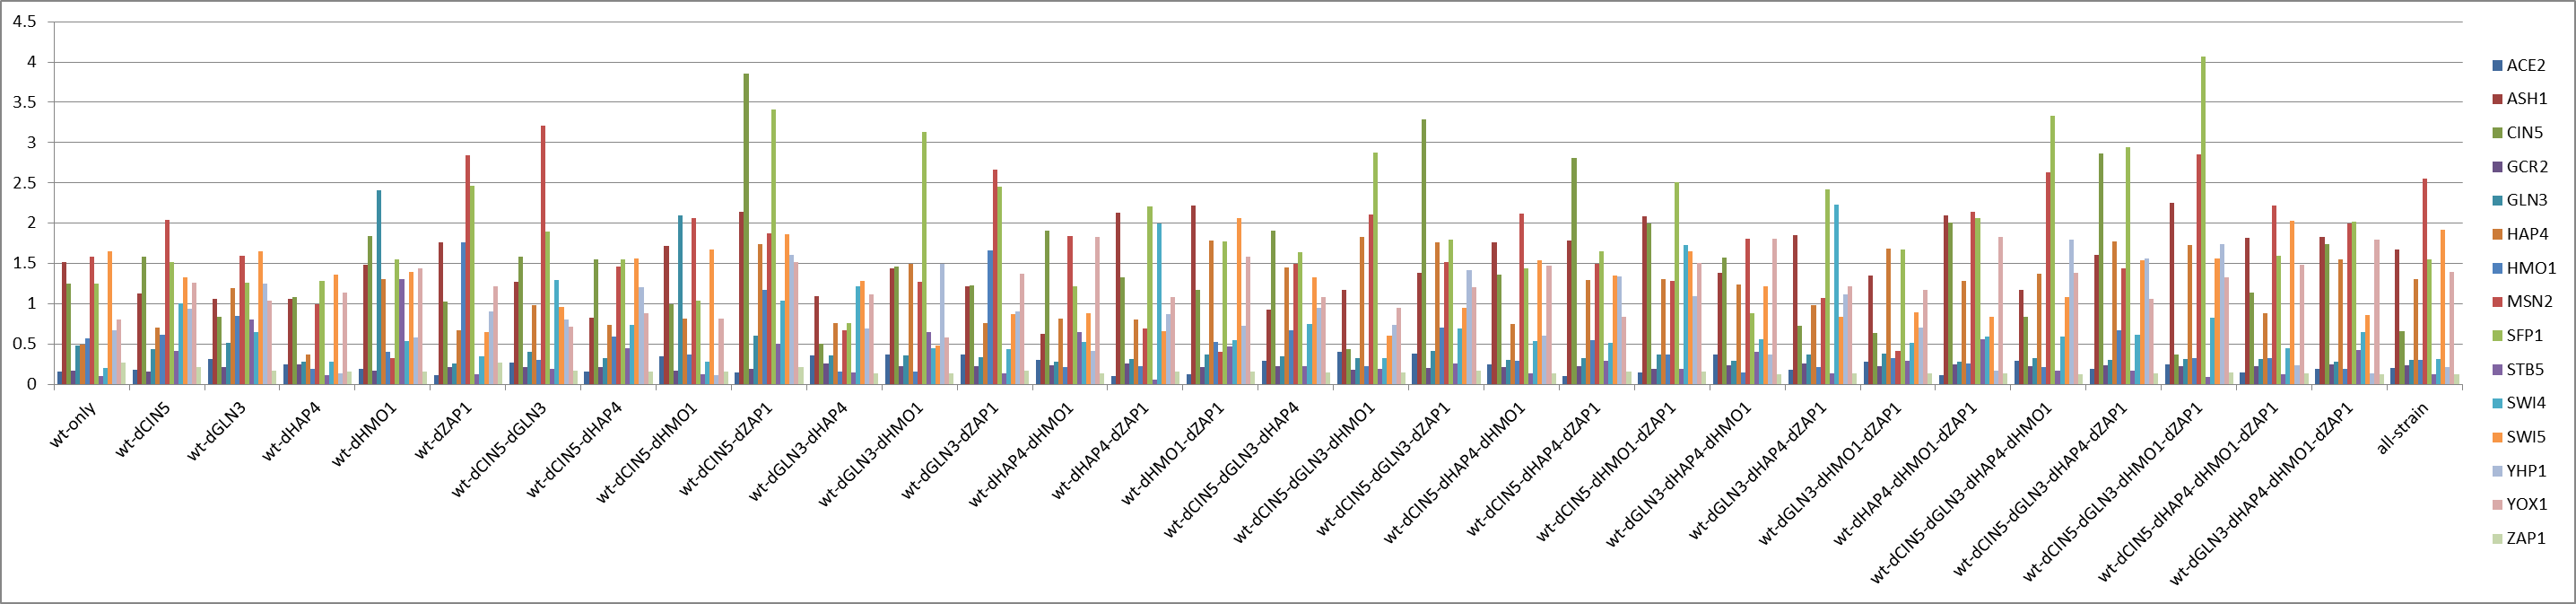 4.5
4
3.5
3
2.5
2
1.5
1
0.5
0
wt-only
wt-dCIN5
wt-dGLN3
wt-dHAP4
wt-dHMO1
wt-dZAP1
wt-dCIN5-dGLN3
wt-dCIN5-dHAP4
wt-dCIN5-dHMO1
wt-dCIN5-dZAP1
wt-dGLN3-dHAP4
wt-dGLN3-dHMO1
wt-dGLN3-dZAP1
wt-dHAP4-dHMO1
wt-dHAP4-dZAP1
wt-dHMO1-dZAP1
wt-dCIN5-dGLN3-dHAP4
wt-dCIN5-dGLN3-dHMO1
wt-dCIN5-dGLN3-dZAP1
wt-dCIN5-dHAP4-dHMO1
wt-dCIN5-dHAP4-dZAP1
wt-dCIN5-dHMO1-dZAP1
wt-dGLN3-dHAP4-dHMO1
wt-dGLN3-dHAP4-dZAP1
wt-dGLN3-dHMO1-dZAP1
wt-dHAP4-dHMO1-dZAP1
wt-dCIN5-dGLN3-dHAP4-dHMO1
wt-dCIN5-dGLN3-dHAP4-dZAP1
wt-dCIN5-dGLN3-dHMO1-dZAP1
wt-dCIN5-dHAP4-dHMO1-dZAP1
wt-dGLN3-dHAP4-dHMO1-dZAP1
all-strain
ACE2
ASH1
CIN5
GCR2
GLN3
HAP4
HMO1
MSN2
SFP1
STB5
SWI4
SWI5
YHP1
YOX1
ZAP1